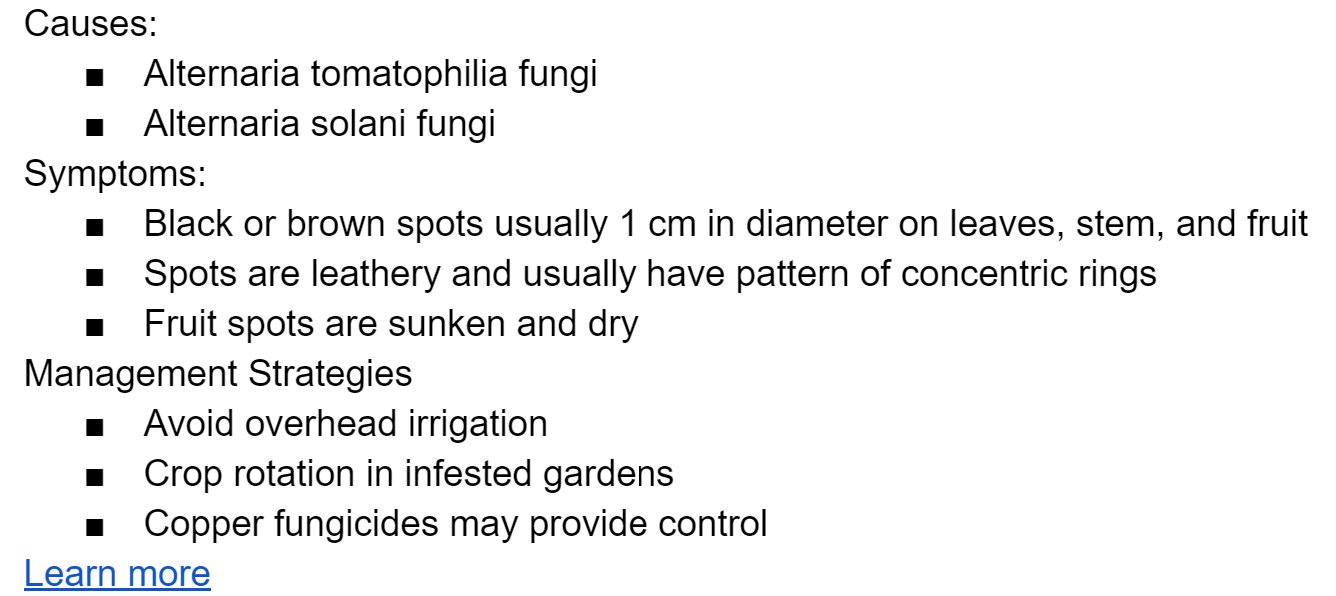 Causes:
■ Alternaria tomatophilia fungi
■ Alternaria solani fungi
Symptoms:
■ Black or brown spots usually 1 cm in diameter on leaves, stem, and fruit
■ Spots are leathery and usually have pattern of concentric rings
■ Fruit spots are sunken and dry
Management Strategies
■ Avoid overhead irrigation
■ Crop rotation in infested gardens
■ Copper fungicides may provide control
Learn more